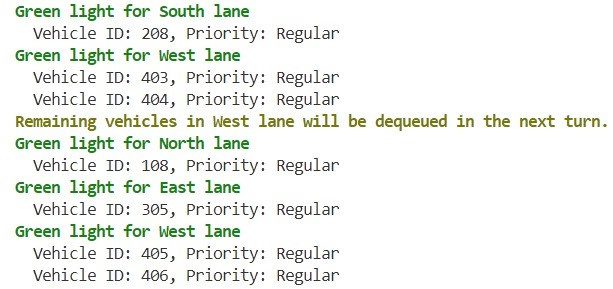 Green light for South lane
Vehicle ID: 208, Priority: Regular
Green light for West lane
Vehicle ID: 403, Priority: Regular
Vehicle ID: 404, Priority: Regular
Remaining vehicles in West lane will be dequeued in the next turn.
Green light for North lane
Vehicle ID: 108, Priority: Regular
Green light for East lane
Vehicle ID: 305, Priority: Regular
Green light for West lane
Vehicle ID: 405, Priority: Regular
Vehicle ID: 406, Priority: Regular